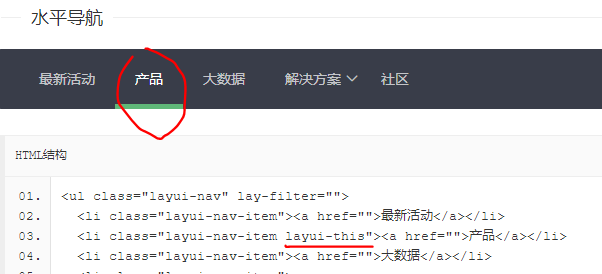 水平导航
最新活动 产品 大数据 解决方案 社区
HTML结构
01. <ul class="layui-nav" lay-filter="">
02. <li class="layui-nav-item"><a href="">最新活动</a></li>
03. <li class="layui-nav-item layui-this"><a href="">产品</a></li>
04. <li class="layui-nav-item"><a href="">大数据</a></li>